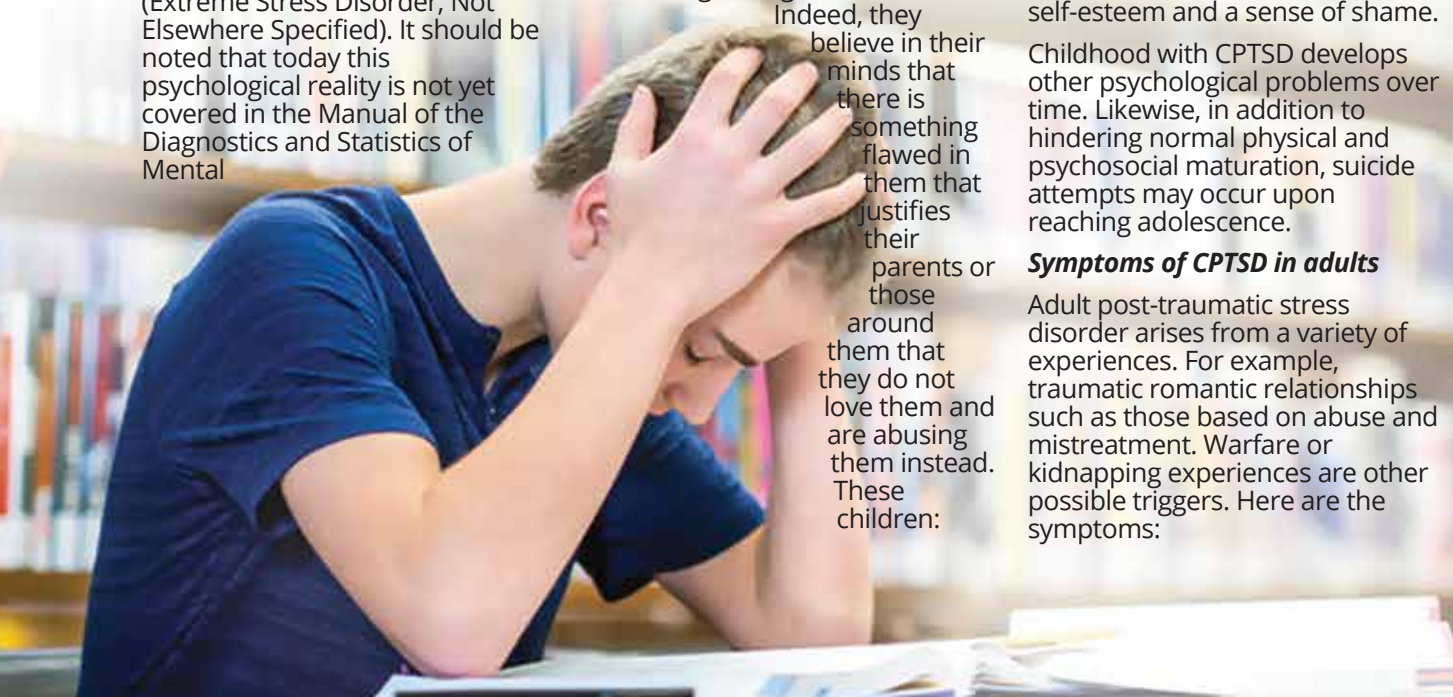 (Extreme Stress Disorder, Not
Elsewhere Specified). It should be
noted that today this
psychological reality is not yet
covered in the Manual of the
Diagnostics and Statistics of
Mental
Indeed, they
believe in their
minds that
there is
something
flawed in
them that
justifies
their
parents or
those
around
them that
they do not
love them and
are abusing
them instead.
These
children:
self-esteem and a sense of shame.
Childhood with CPTSD develops
other psychological problems over
time. Likewise, in addition to
hindering normal physical and
psychosocial maturation, suicide
attempts may occur upon
reaching adolescence.
Symptoms of CPTSD in adults
Adult post-traumatic stress
disorder arises from a variety of
experiences. For example,
traumatic romantic relationships
such as those based on abuse and
mistreatment. Warfare or
kidnapping experiences are other
possible triggers. Here are the
symptoms: